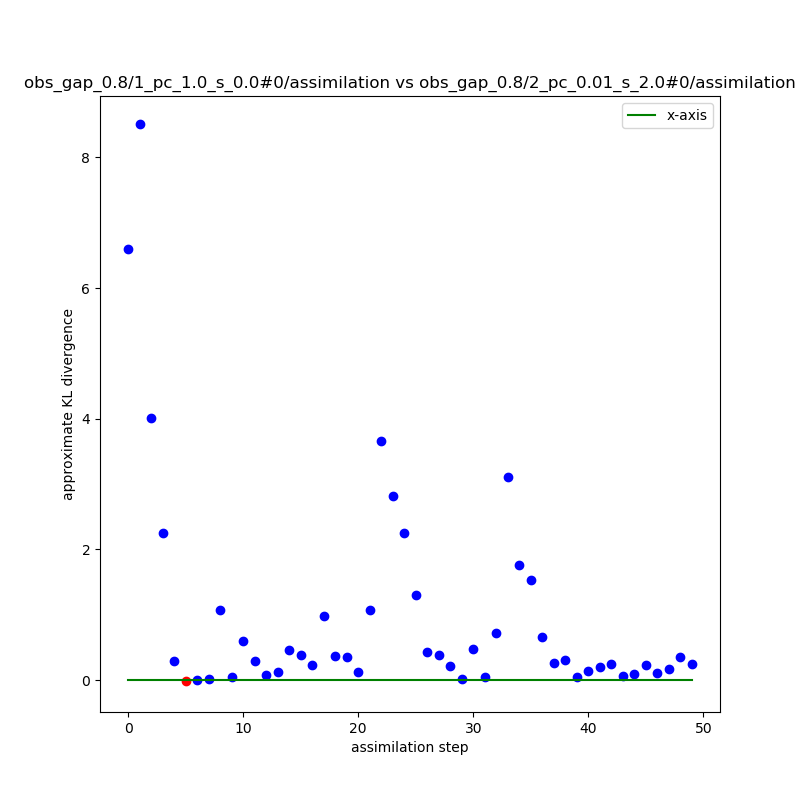 obs_gap_0.8/1_pc_1.0_s_0.0#0/assimilation vs obs_gap_0.8/2_pc_0.01_s_2.0#0/assimilation
x-axis
approximate KL divergence
8
6
4
2
0
0 10 20 30 40 50
assimilation step